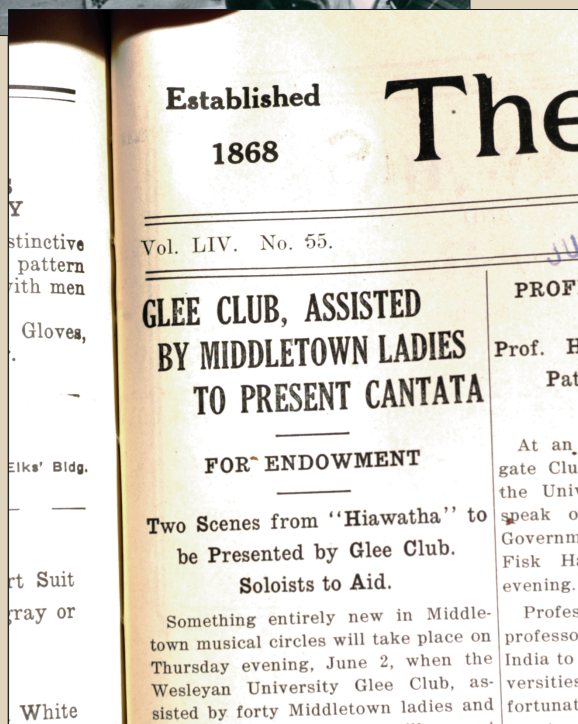 Established
1868
The
Vol. LIV. No. 55.
stinctive
pattern
with men
Gloves,
Elks' Bldg.
rt Suit
gray or
White
GLEE CLUB, ASSISTED
BY MIDDLETOWN LADIES
TO PRESENT CANTATA
FOR ENDOWMENT
Two Scenes from "Hiawatha" to
be Presented by Glee Club.
Soloists to Aid.
Something entirely new in Middle-
town musical circles will take place on
Thursday evening, June 2, when the
Wesleyan University Glee Club, as-
sisted by forty Middletown ladies and
PROF
Prof. H
Pat
At an
gate Clu
the Univ
speak o
Governm
Fisk Ha
evening.
Profes
professo
India to
versities
fortunat